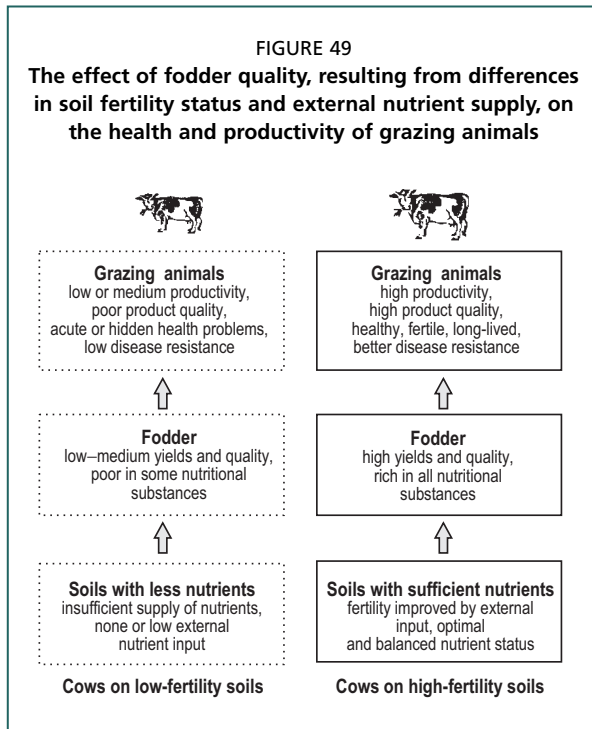 FIGURE 49
The effect of fodder quality, resulting from differences
in soil fertility status and external nutrient supply, on
the health and productivity of grazing animals
Grazing animals
low or medium productivity,
poor product quality,
acute or hidden health problems,
low disease resistance
Fodder
low–medium yields and quality,
poor in some nutritional
substances
Soils with less nutrients
insufficient supply of nutrients,
none or low external
nutrient input
Cows on low-fertility soils
Grazing animals
high productivity,
high product quality,
healthy, fertile, long-lived,
better disease resistance
Fodder
high yields and quality,
rich in all nutritional
substances
Soils with sufficient nutrients
fertility improved by external
input, optimal
and balanced nutrient status
Cows on high-fertility soils